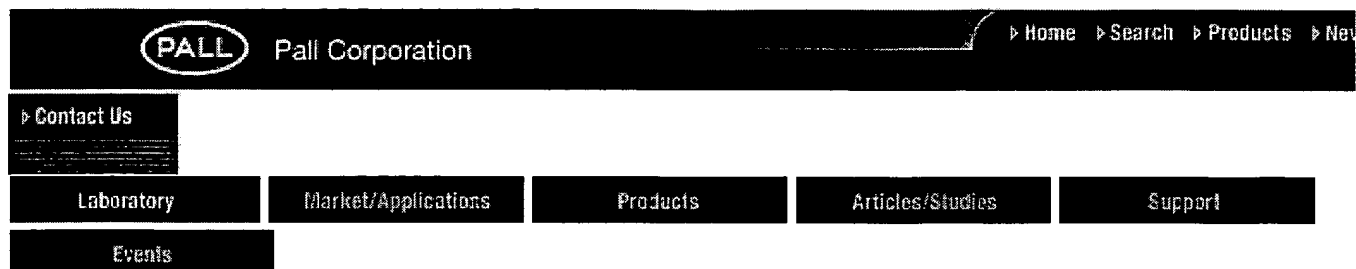 PALL Pall Corporation ▷ Home ▷ Search ▷ Products
▷ Contact Us
Laboratory Market/Applications Products Articles/Studies Support
Events